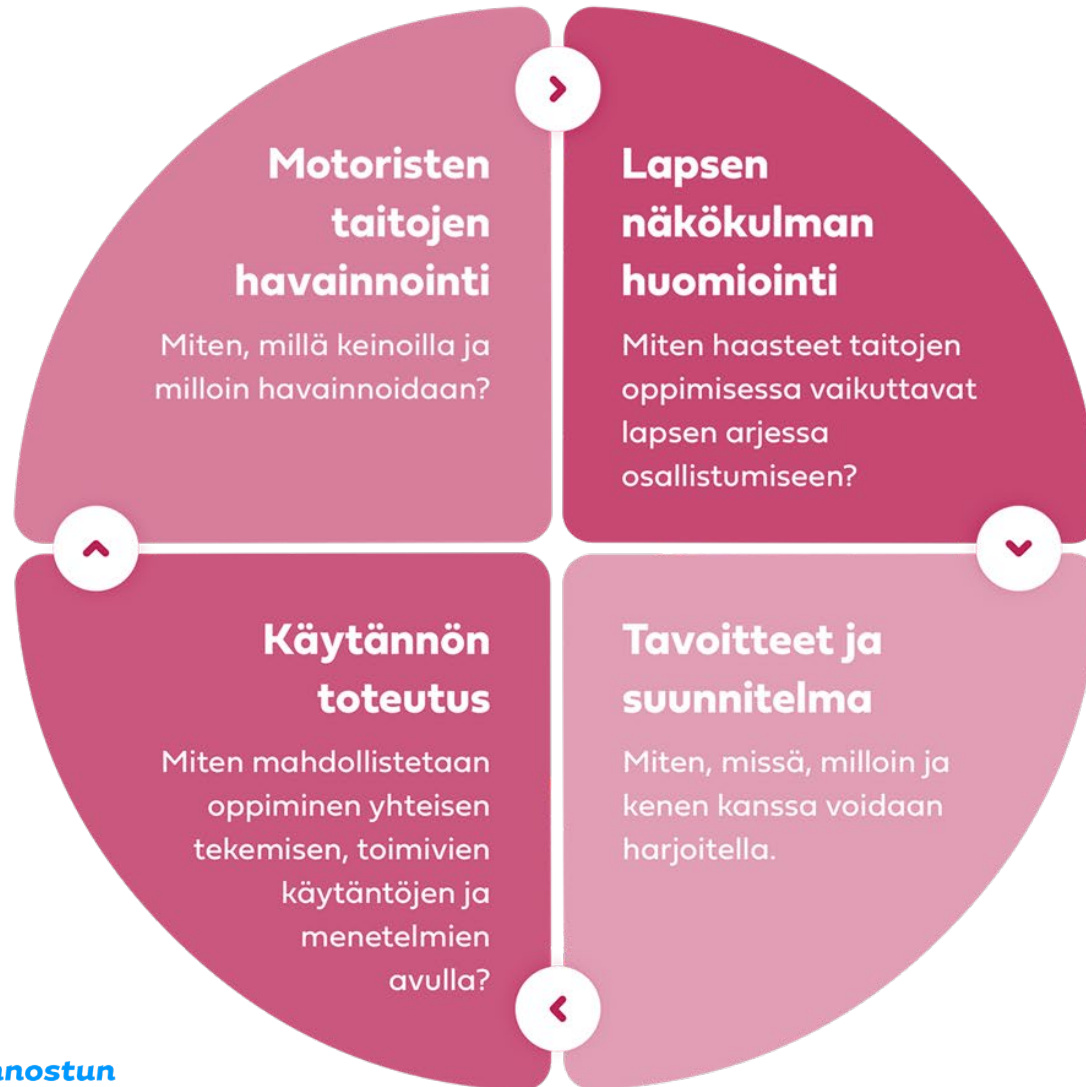 Motoristen
taitojen
havainnointi
Miten, millä keinoilla ja
milloin havainnoidaan?
Lapsen
näkökulman
huomiointi
Miten haasteet taitojen
oppimisessa vaikuttavat
lapsen arjessa
osallistumiseen?
Tavoitteet ja
suunnitelma
Miten, missä, milloin ja
kenen kanssa voidaan
harjoitella.
Käytännön
toteutus
Miten mahdollistetaan
oppiminen yhteisen
tekemisen, toimivien
käytäntöjen ja
menetelmien
avulla?